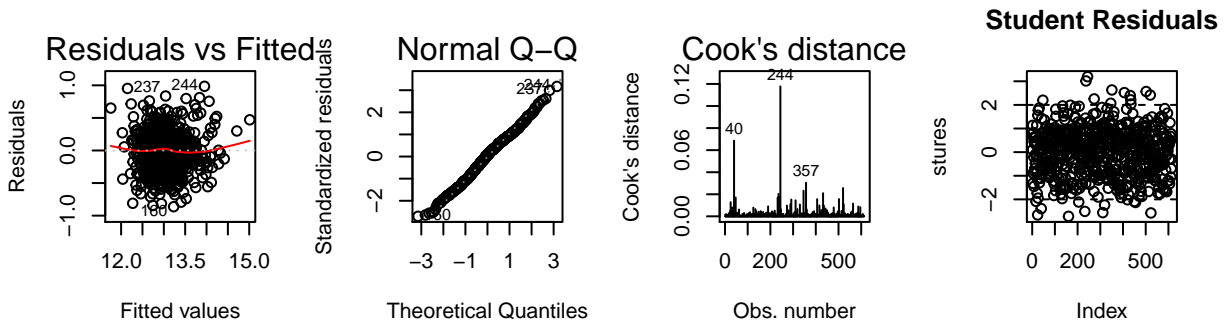 Residuals vs Fitted
Residuals
1.0
0.0
−1.0
237
244
160
12.0 13.5 15.0
Fitted values
Normal Q−Q
Standardized residuals
2
0
−2
244
−3 −1 1 3
Theoretical Quantiles
Cook's distance
Cook's distance
0.12
0.06
0.00
40
244
357
0 200 500
Obs. number
Student Residuals
stures
2
0
−2
0 200 500
Index